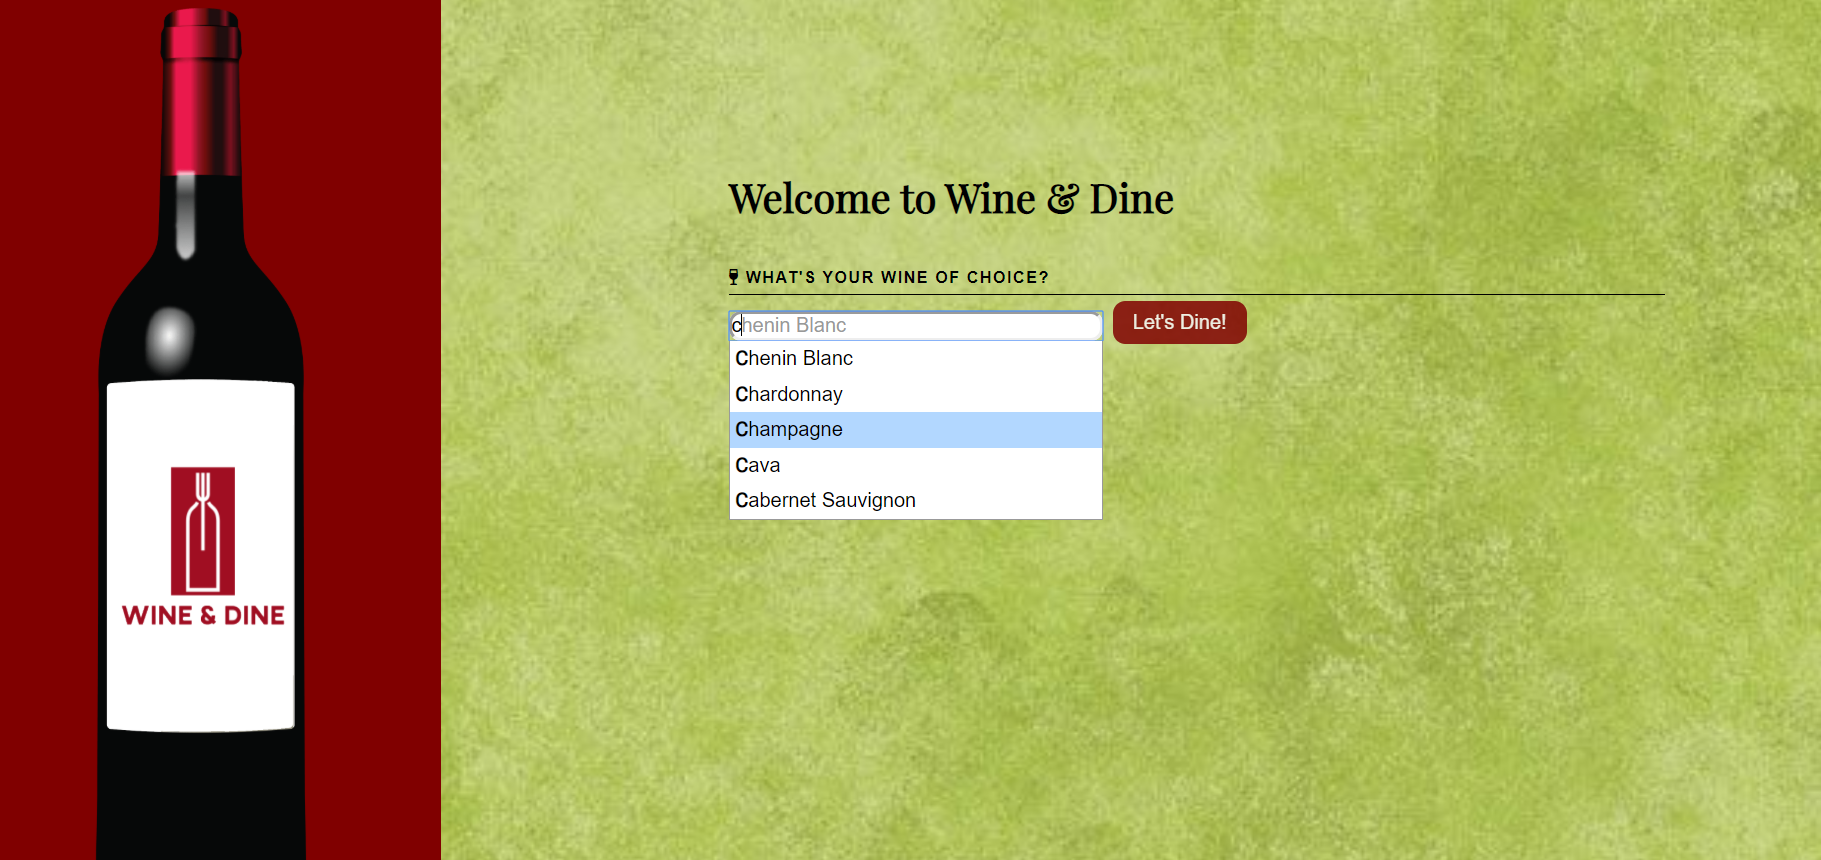 WINE & DINE
Welcome to Wine & Dine
WHAT'S YOUR WINE OF CHOICE?
chenin Blanc
Let's Dine!
Chenin Blanc
Chardonnay
Champagne
Cava
Cabernet Sauvignon